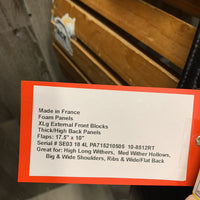 Made in France
Foam Panels
XLg External Front Blocks
Thick/High Back Panels
Flaps: 17.5" x 10"
Serial # SE03 18 4L PA715210505 10-8512RT
Great for: High Long Withers, Med Wither Hollows,
Big & Wide Shoulders, Ribs & Wide/Flat Back